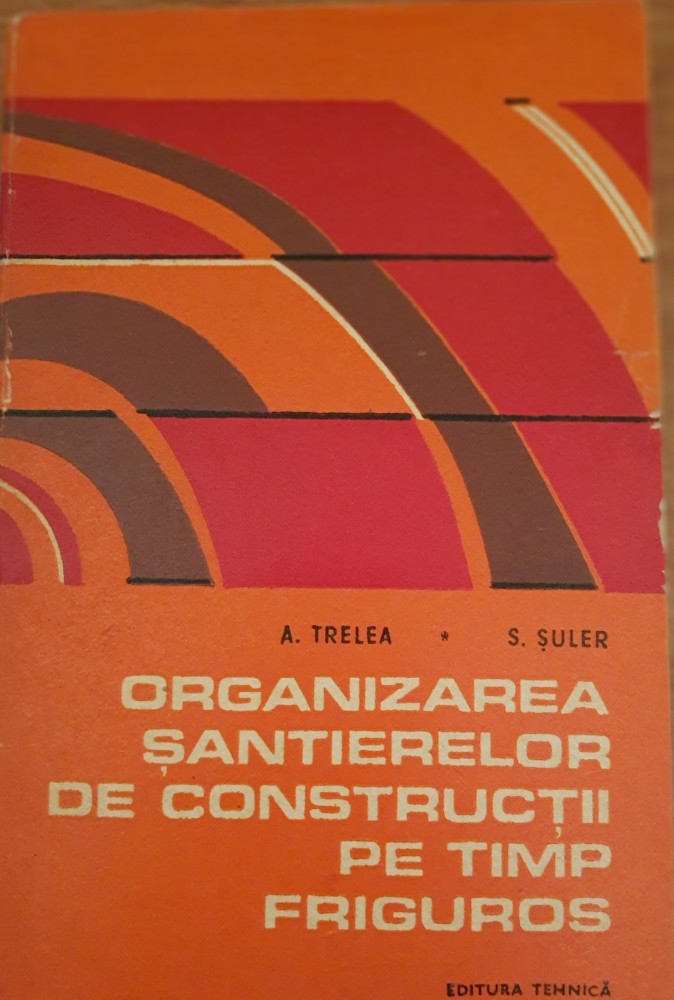 A. TRELEA * S. ȘULER
ORGANIZAREA
ȘANTIERELOR
DE CONSTRUCȚII
PE TIMP
FRIGUROS
EDITURA TEHNICĂ